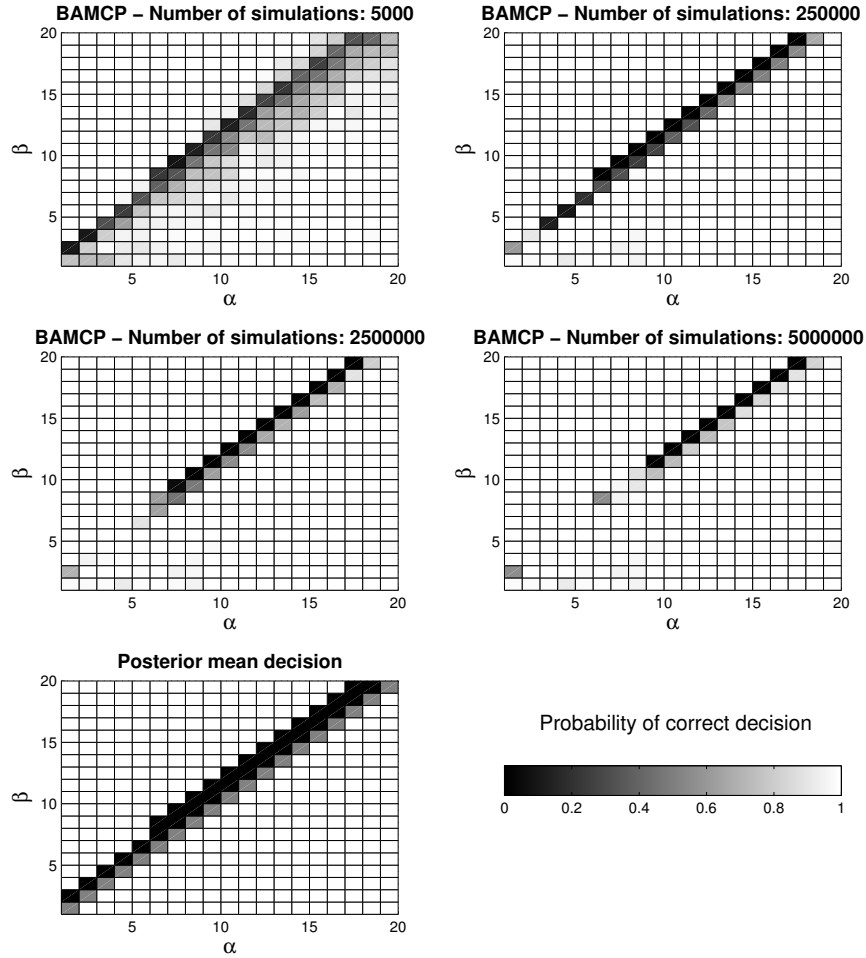 BAMCP – Number of simulations: 5000
20
15
10
5
β
5
10
15
20
α
BAMCP – Number of simulations: 250000
20
15
10
5
β
5
10
15
20
α
BAMCP – Number of simulations: 2500000
20
15
10
5
β
5
10
15
20
α
BAMCP – Number of simulations: 5000000
20
15
10
5
β
5
10
15
20
α
Posterior mean decision
20
15
10
5
β
5
10
15
20
α
Probability of correct decision
0
0.2
0.4
0.6
0.8
1